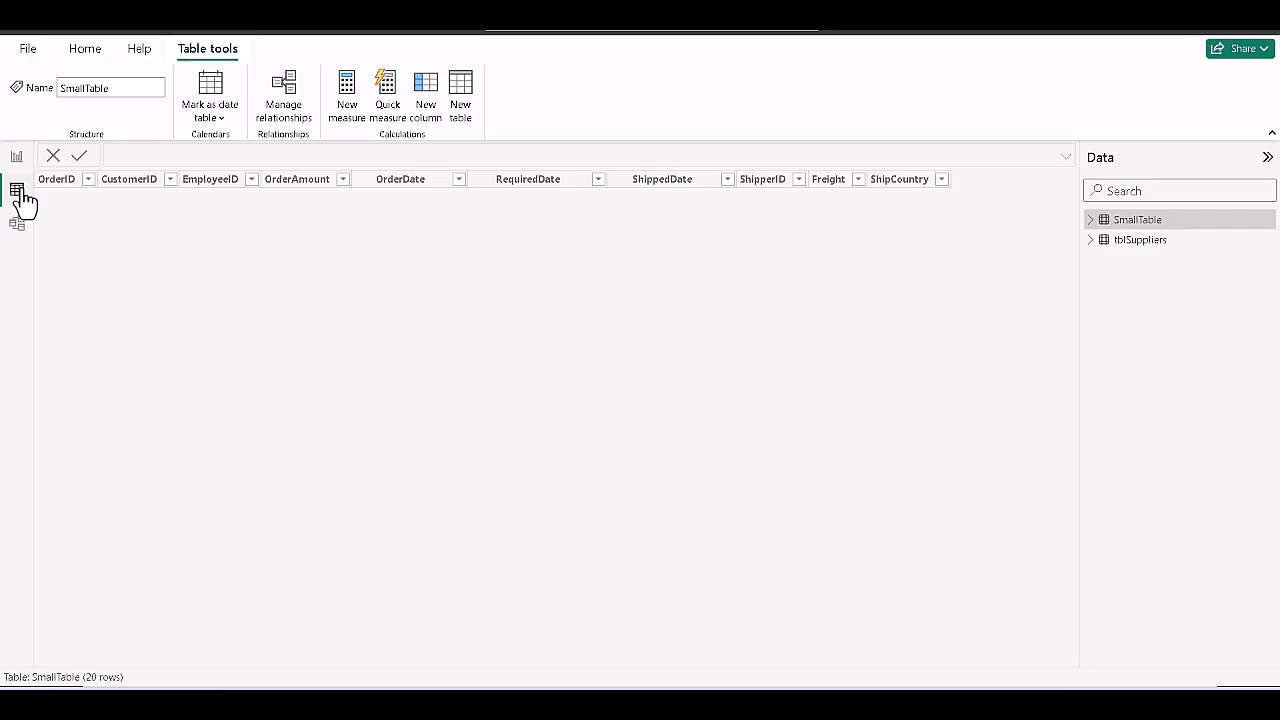 File Home Help Table tools Share
Name SmallTable
Mark as date table
Manage relationships
New measure
Quick measure
New column
New table
Structure Calendars Relationships Calculations
Data
OrderID CustomerID EmployeeID OrderAmount OrderDate RequiredDate ShippedDate ShipperID Freight ShipCountry
Search
SmallTable
tblSuppliers
Table: SmallTable (20 rows)